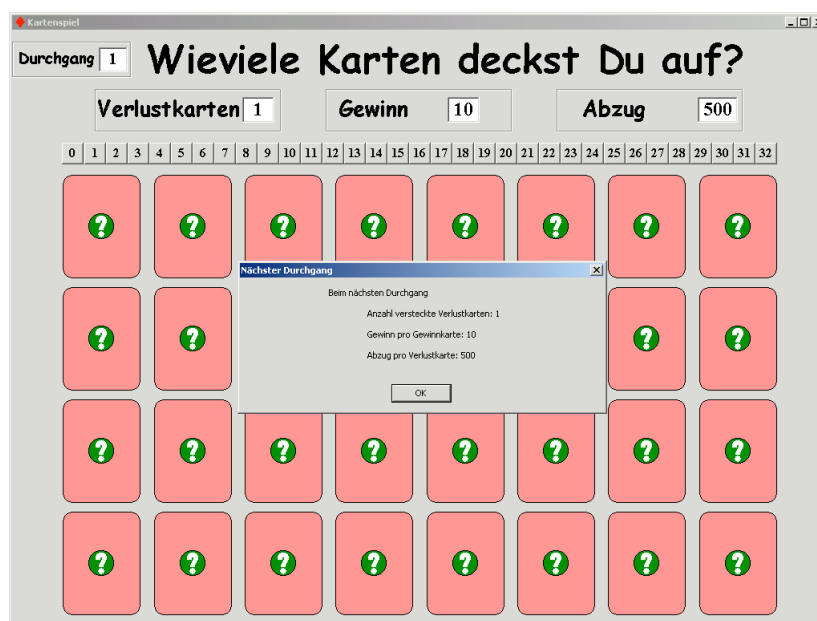 Kartenspiel
Durchgang 1 Wieviele Karten deckst Du auf?
Verlustkarten 1 Gewinn 10 Abzug 500
0 1 2 3 4 5 6 7 8 9 10 11 12 13 14 15 16 17 18 19 20 21 22 23 24 25 26 27 28 29 30 31 32
? ? ? ? ? ? ? ?
Nächster Durchgang
Beim nächsten Durchgang
Anzahl versteckte Verlustkarten: 1
? ? ? ?
Gewinn pro Gewinnkarte: 10
Abzug pro Verlustkarte: 500
OK
? ? ? ? ? ? ? ?
? ? ? ? ? ? ? ?